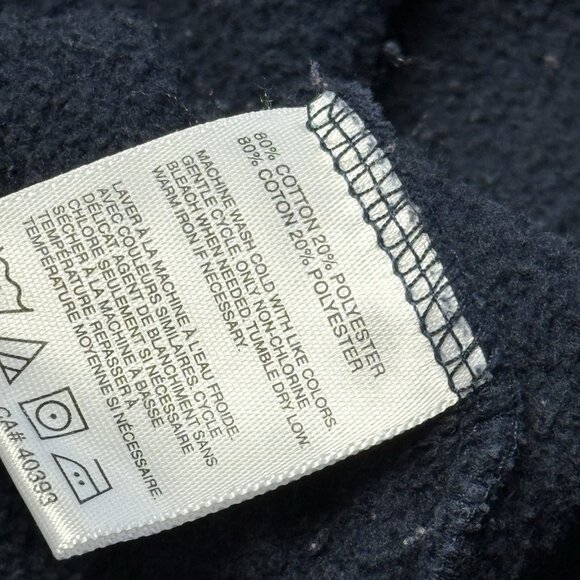 80% COTTON 20% POLYESTER
80% COTON 20% POLYESTER
MACHINE WASH COLD WITH LIKE COLORS.
GENTLE CYCLE. ONLY NON-CHLORINE
BLEACH WHEN NEEDED. TUMBLE DRY LOW.
WARM IRON IF NECESSARY.
LAVER À LA MACHINE À L'EAU FROIDE.
AVEC COULEURS SIMILAIRES. CYCLE
DÉLICAT AGENT DE BLANCHIMENT SANS
CHLORE SEULEMENT SI NÉCESSAIRE
SÉCHER À LA MACHINE À BASSE
TEMPÉRATURE. REPASSER À
TEMPÉRATURE MOYENNE SI NÉCESSAIRE.
CA# 40393